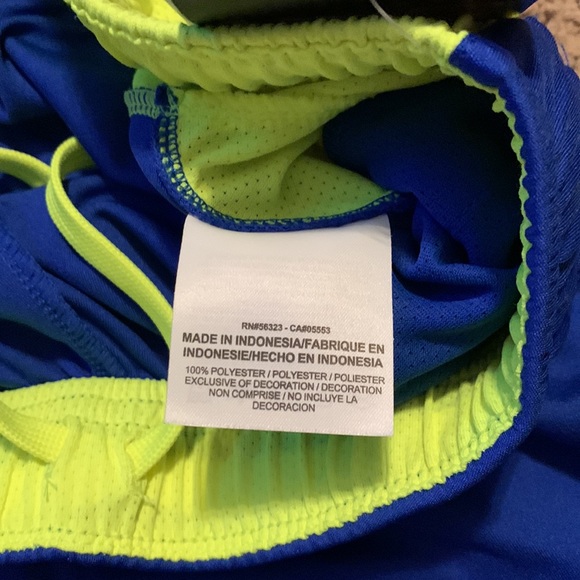 RN#56323 - CA#05553
MADE IN INDONESIA/FABRIQUE EN
INDONESIE/HECHO EN INDONESIA
100% POLYESTER / POLYESTER / POLIESTER
EXCLUSIVE OF DECORATION / DECORATION
NON COMPRISE / NO INCLUYE LA
DECORACION